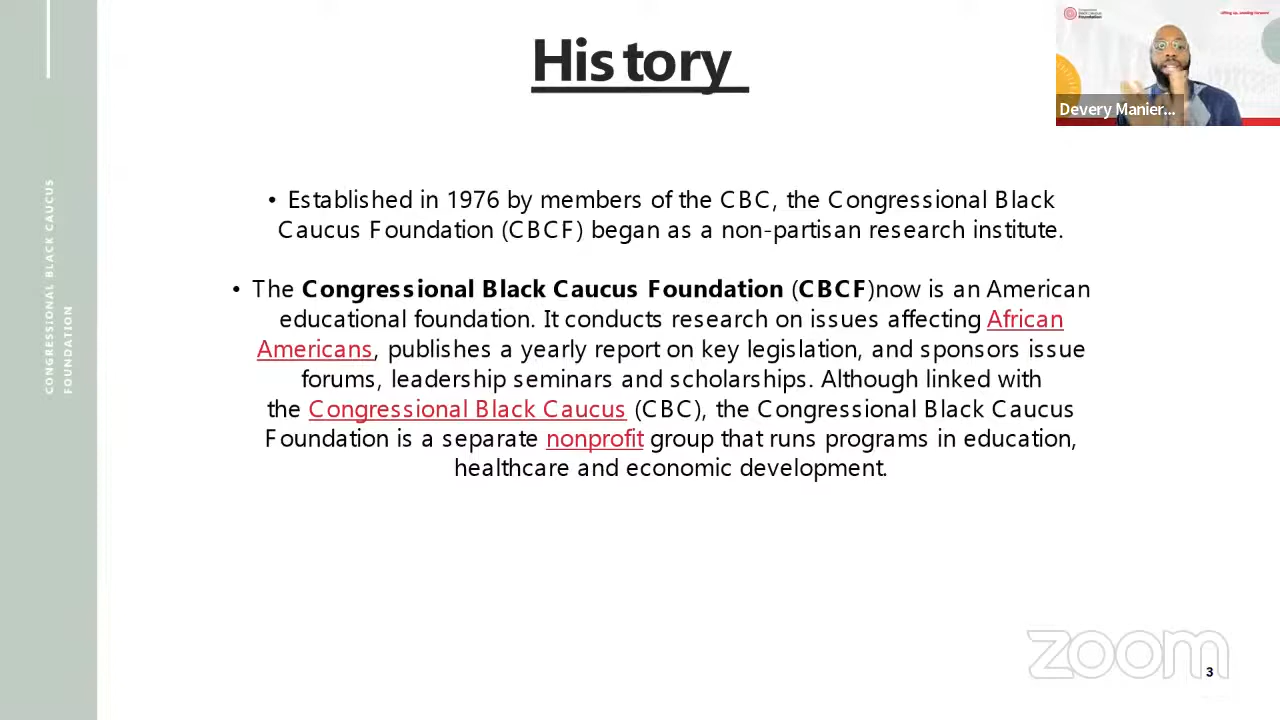 History
Devery Manier...
• Established in 1976 by members of the CBC, the Congressional Black
Caucus Foundation (CBCF) began as a non-partisan research institute.
• The Congressional Black Caucus Foundation (CBCF)now is an American
educational foundation. It conducts research on issues affecting African
Americans, publishes a yearly report on key legislation, and sponsors issue
forums, leadership seminars and scholarships. Although linked with
the Congressional Black Caucus (CBC), the Congressional Black Caucus
Foundation is a separate nonprofit group that runs programs in education,
healthcare and economic development.
CONGRESSIONAL BLACK CAUCUS
FOUNDATION
zoom
3